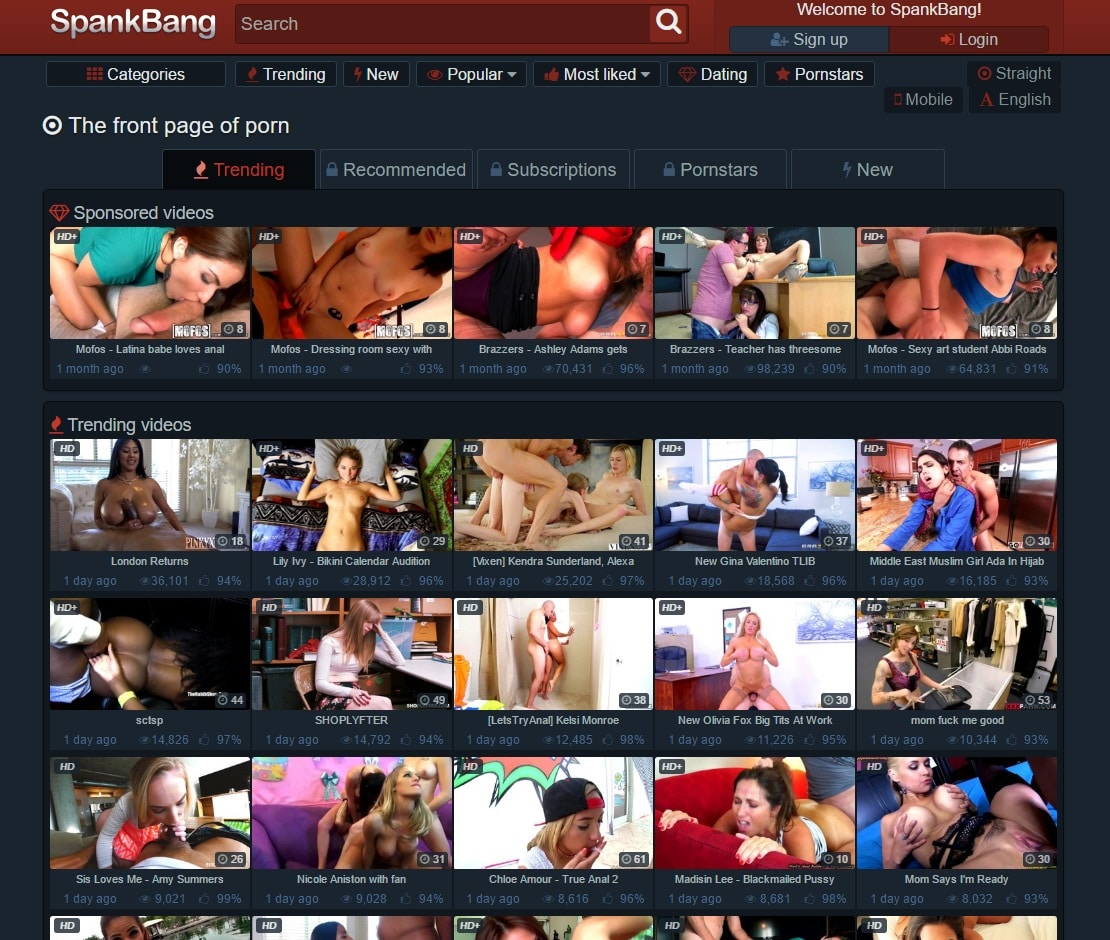 SpankBang
Search
Welcome to SpankBang!
Sign up
Login
Categories
Trending
New
Popular
Most liked
Dating
Pornstars
Straight
Mobile
English
The front page of porn
Trending
Recommended
Subscriptions
Pornstars
New
Sponsored videos
HD+ HD+ HD+ HD+ HD+
MOFOS 8 MOFOS 8 7 7 MOFOS 8
Mofos - Latina babe loves anal
1 month ago 90%
Mofos - Dressing room sexy with
1 month ago 93%
Brazzers - Ashley Adams gets
1 month ago 70,431 96%
Brazzers - Teacher has threesome
1 month ago 98,239 90%
Mofos - Sexy art student Abbi Roads
1 month ago 64,831 91%
Trending videos
HD HD+ HD HD+ HD+
18 29 41 37 30
London Returns
1 day ago 36,101 94%
Lily Ivy - Bikini Calendar Audition
1 day ago 28,912 96%
[Vixen] Kendra Sunderland, Alexa
1 day ago 25,202 97%
New Gina Valentino TLIB
1 day ago 18,568 96%
Middle East Muslim Girl Ada In Hijab
1 day ago 16,185 93%
HD+ HD HD HD+ HD
44 49 38 30 53
sctsp
1 day ago 14,826 97%
SHOPLYFTER
1 day ago 14,792 94%
[LetsTryAnal] Kelsi Monroe
1 day ago 12,485 98%
New Olivia Fox Big Tits At Work
1 day ago 11,226 95%
mom fuck me good
1 day ago 10,344 93%
HD HD HD HD+ HD
26 31 61 10 30
Sis Loves Me - Amy Summers
1 day ago 9,021 99%
Nicole Aniston with fan
1 day ago 9,028 94%
Chloe Amour - True Anal 2
1 day ago 8,616 96%
Madisin Lee - Blackmailed Pussy
1 day ago 8,681 98%
Mom Says I'm Ready
1 day ago 8,032 93%
HD HD HD+ HD HD